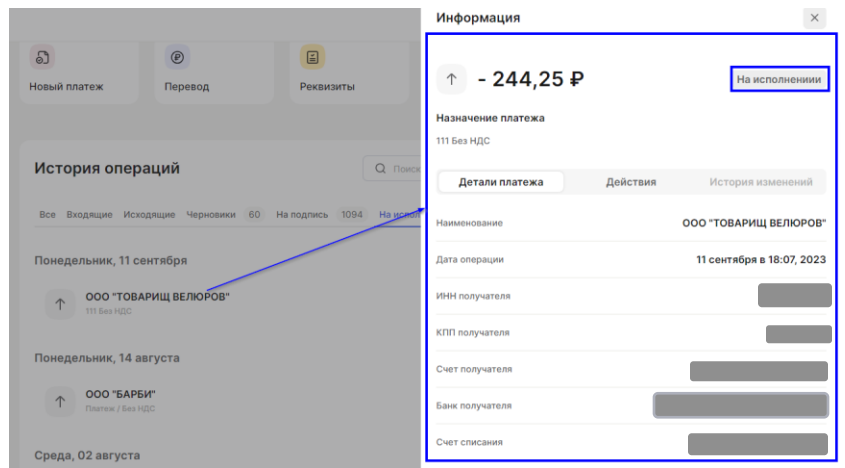 Информация
Новый платеж
Перевод
Реквизиты
История операций
Поиск
Все Входящие Исходящие Черновики 60 На подпись 1094 На испол
Понедельник, 11 сентября
ООО "ТОВАРИЩ ВЕЛЮРОВ"
111 Без НДС
Понедельник, 14 августа
ООО "БАРБИ"
Платеж / Без НДС
Среда, 02 августа
- 244,25 ₽
На исполнениии
Назначение платежа
111 Без НДС
Детали платежа Действия История изменений
Наименование ООО "ТОВАРИЩ ВЕЛЮРОВ"
Дата операции 11 сентября в 18:07, 2023
ИНН получателя
КПП получателя
Счет получателя
Банк получателя
Счет списания